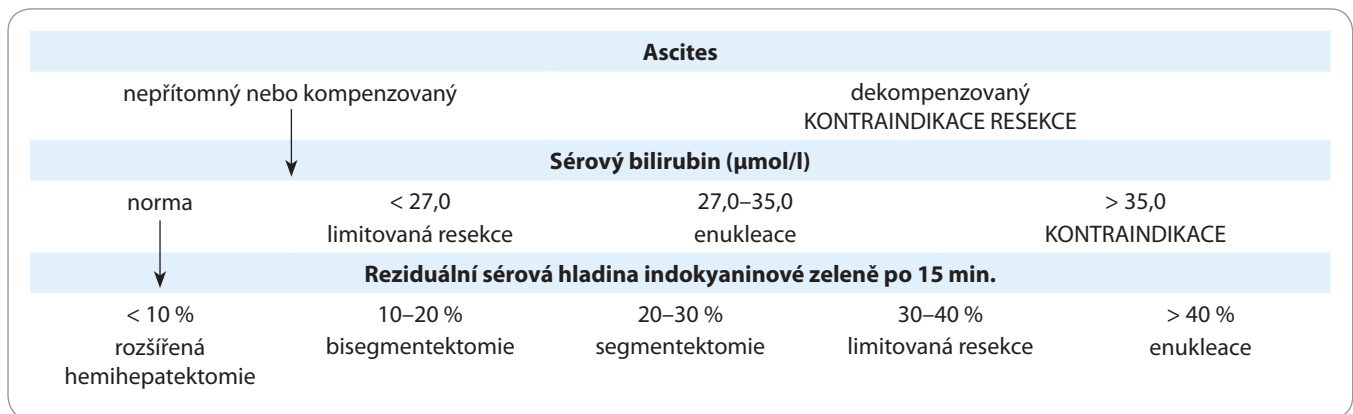 Ascites
nepřítomný nebo kompenzovaný
dekompenzovaný
KONTRAINDIKACE RESEKCE
Sérový bilirubin (μmol/l)
norma
< 27,0
limitovaná resekce
27,0–35,0
enukleace
> 35,0
KONTRAINDIKACE
Reziduální sérová hladina indokyaninové zeleně po 15 min.
< 10 %
rozšířená
hemihepatektomie
10–20 %
bisegmentektomie
20–30 %
segmentektomie
30–40 %
limitovaná resekce
> 40 %
enukleace